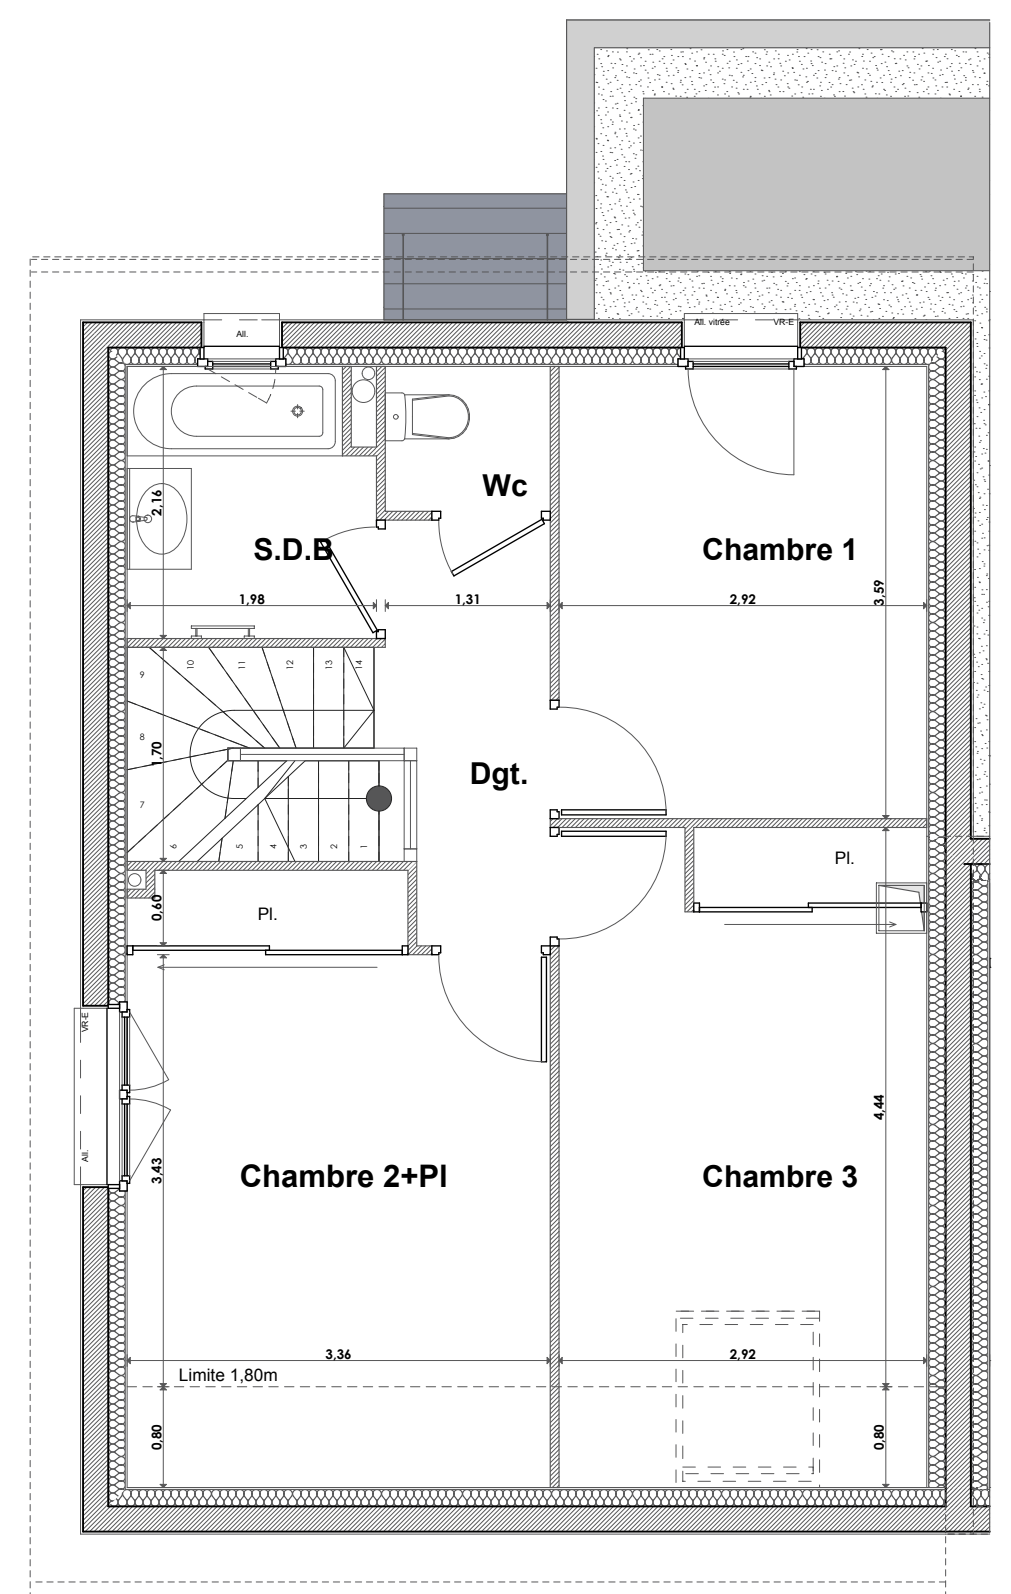 All.
All. vitrée VR-E
Wc
2,16
S.D.B
Chambre 1
1,98
1,31
2,92
3,59
9
10
11
12
13
14
8
1,70
7
Dgt.
6
5
4
3
2
1
Pl.
0,60
Pl.
VR-E
All.
3,43
4,44
Chambre 2+Pl
Chambre 3
3,36
2,92
Limite 1,80m
0,80
0,80